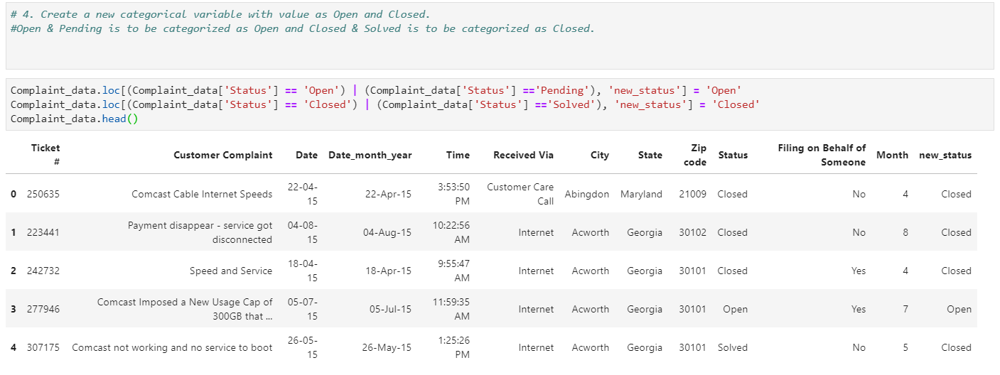 # 4. Create a new categorical variable with value as Open and Closed.
#Open & Pending is to be categorized as Open and Closed & Solved is to be categorized as Closed.
Complaint_data.loc[(Complaint_data['Status'] == 'Open') | (Complaint_data['Status'] =='Pending'), 'new_status'] = 'Open'
Complaint_data.loc[(Complaint_data['Status'] == 'Closed') | (Complaint_data['Status'] =='Solved'), 'new_status'] = 'Closed'
Complaint_data.head()
Ticket # Customer Complaint Date Date_month_year Time Received Via City State Zip code Status Filing on Behalf of Someone Month new_status
0 250635 Comcast Cable Internet Speeds 22-04-15 22-Apr-15 3:53:50 PM Customer Care Call Abingdon Maryland 21009 Closed No 4 Closed
1 223441 Payment disappear - service got disconnected 04-08-15 04-Aug-15 10:22:56 AM Internet Acworth Georgia 30102 Closed No 8 Closed
2 242732 Speed and Service 18-04-15 18-Apr-15 9:55:47 AM Internet Acworth Georgia 30101 Closed Yes 4 Closed
3 277946 Comcast Imposed a New Usage Cap of 300GB that ... 05-07-15 05-Jul-15 11:59:35 AM Internet Acworth Georgia 30101 Open Yes 7 Open
4 307175 Comcast not working and no service to boot 26-05-15 26-May-15 1:25:26 PM Internet Acworth Georgia 30101 Solved No 5 Closed